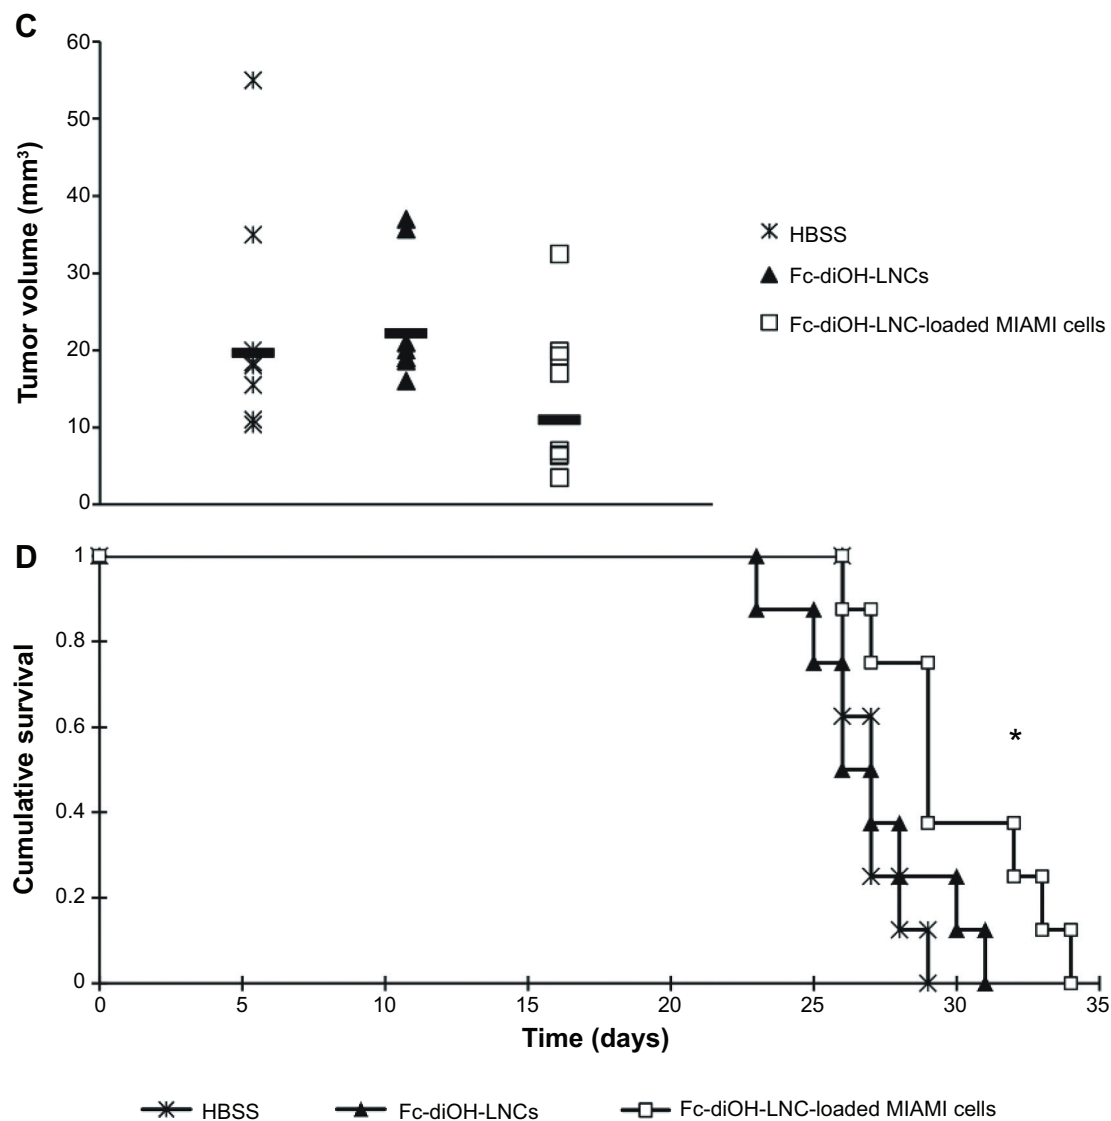 C
Tumor volume (mm³)
60
50
40
30
20
10
0
HBSS
Fc-diOH-LNCs
Fc-diOH-LNC-loaded MIAMI cells
D
Cumulative survival
1
0.8
0.6
0.4
0.2
0
*
0 5 10 15 20 25 30 35
Time (days)
HBSS Fc-diOH-LNCs Fc-diOH-LNC-loaded MIAMI cells